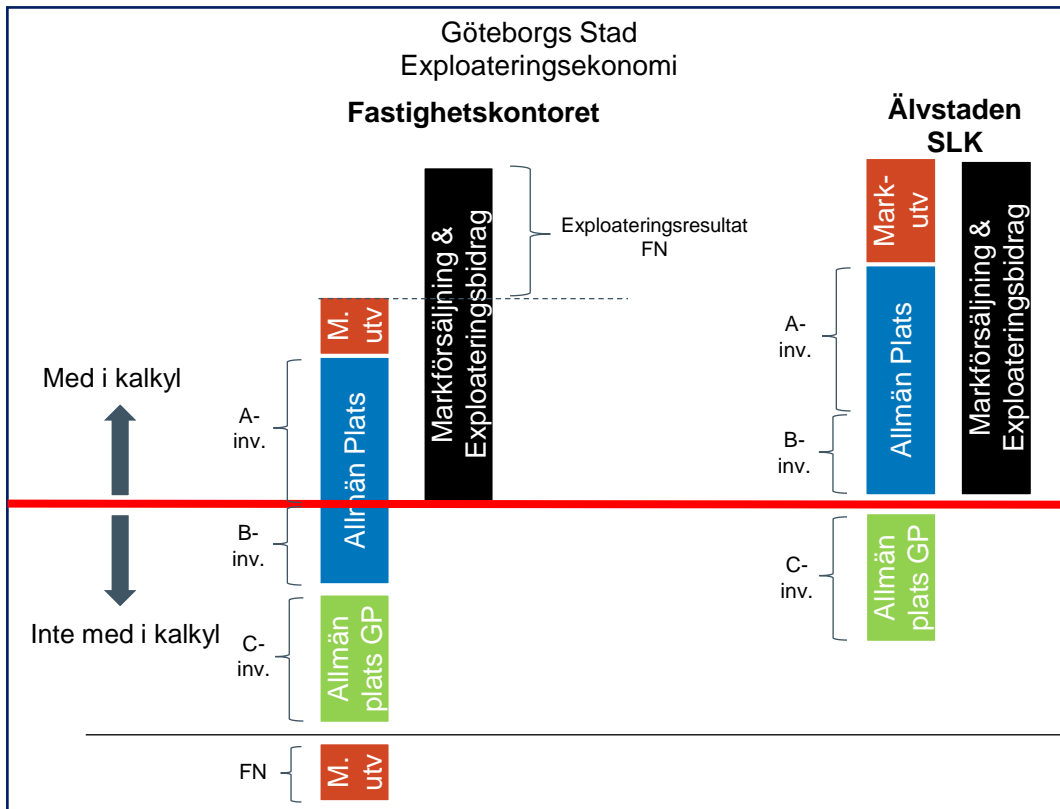 Göteborgs Stad
Exploateringsekonomi
Fastighetskontoret
Älvstaden
SLK
Exploateringsresultat
FN
M.
utv
Markförsäljning &
Exploateringsbidrag
Allmän Plats
A-
inv.
B-
inv.
Allmän
plats GP
C-
inv.
FN
M.
utv
Med i kalkyl
Inte med i kalkyl
Mark-
utv
Markförsäljning &
Exploateringsbidrag
Allmän Plats
A-
inv.
B-
inv.
Allmän
plats GP
C-
inv.